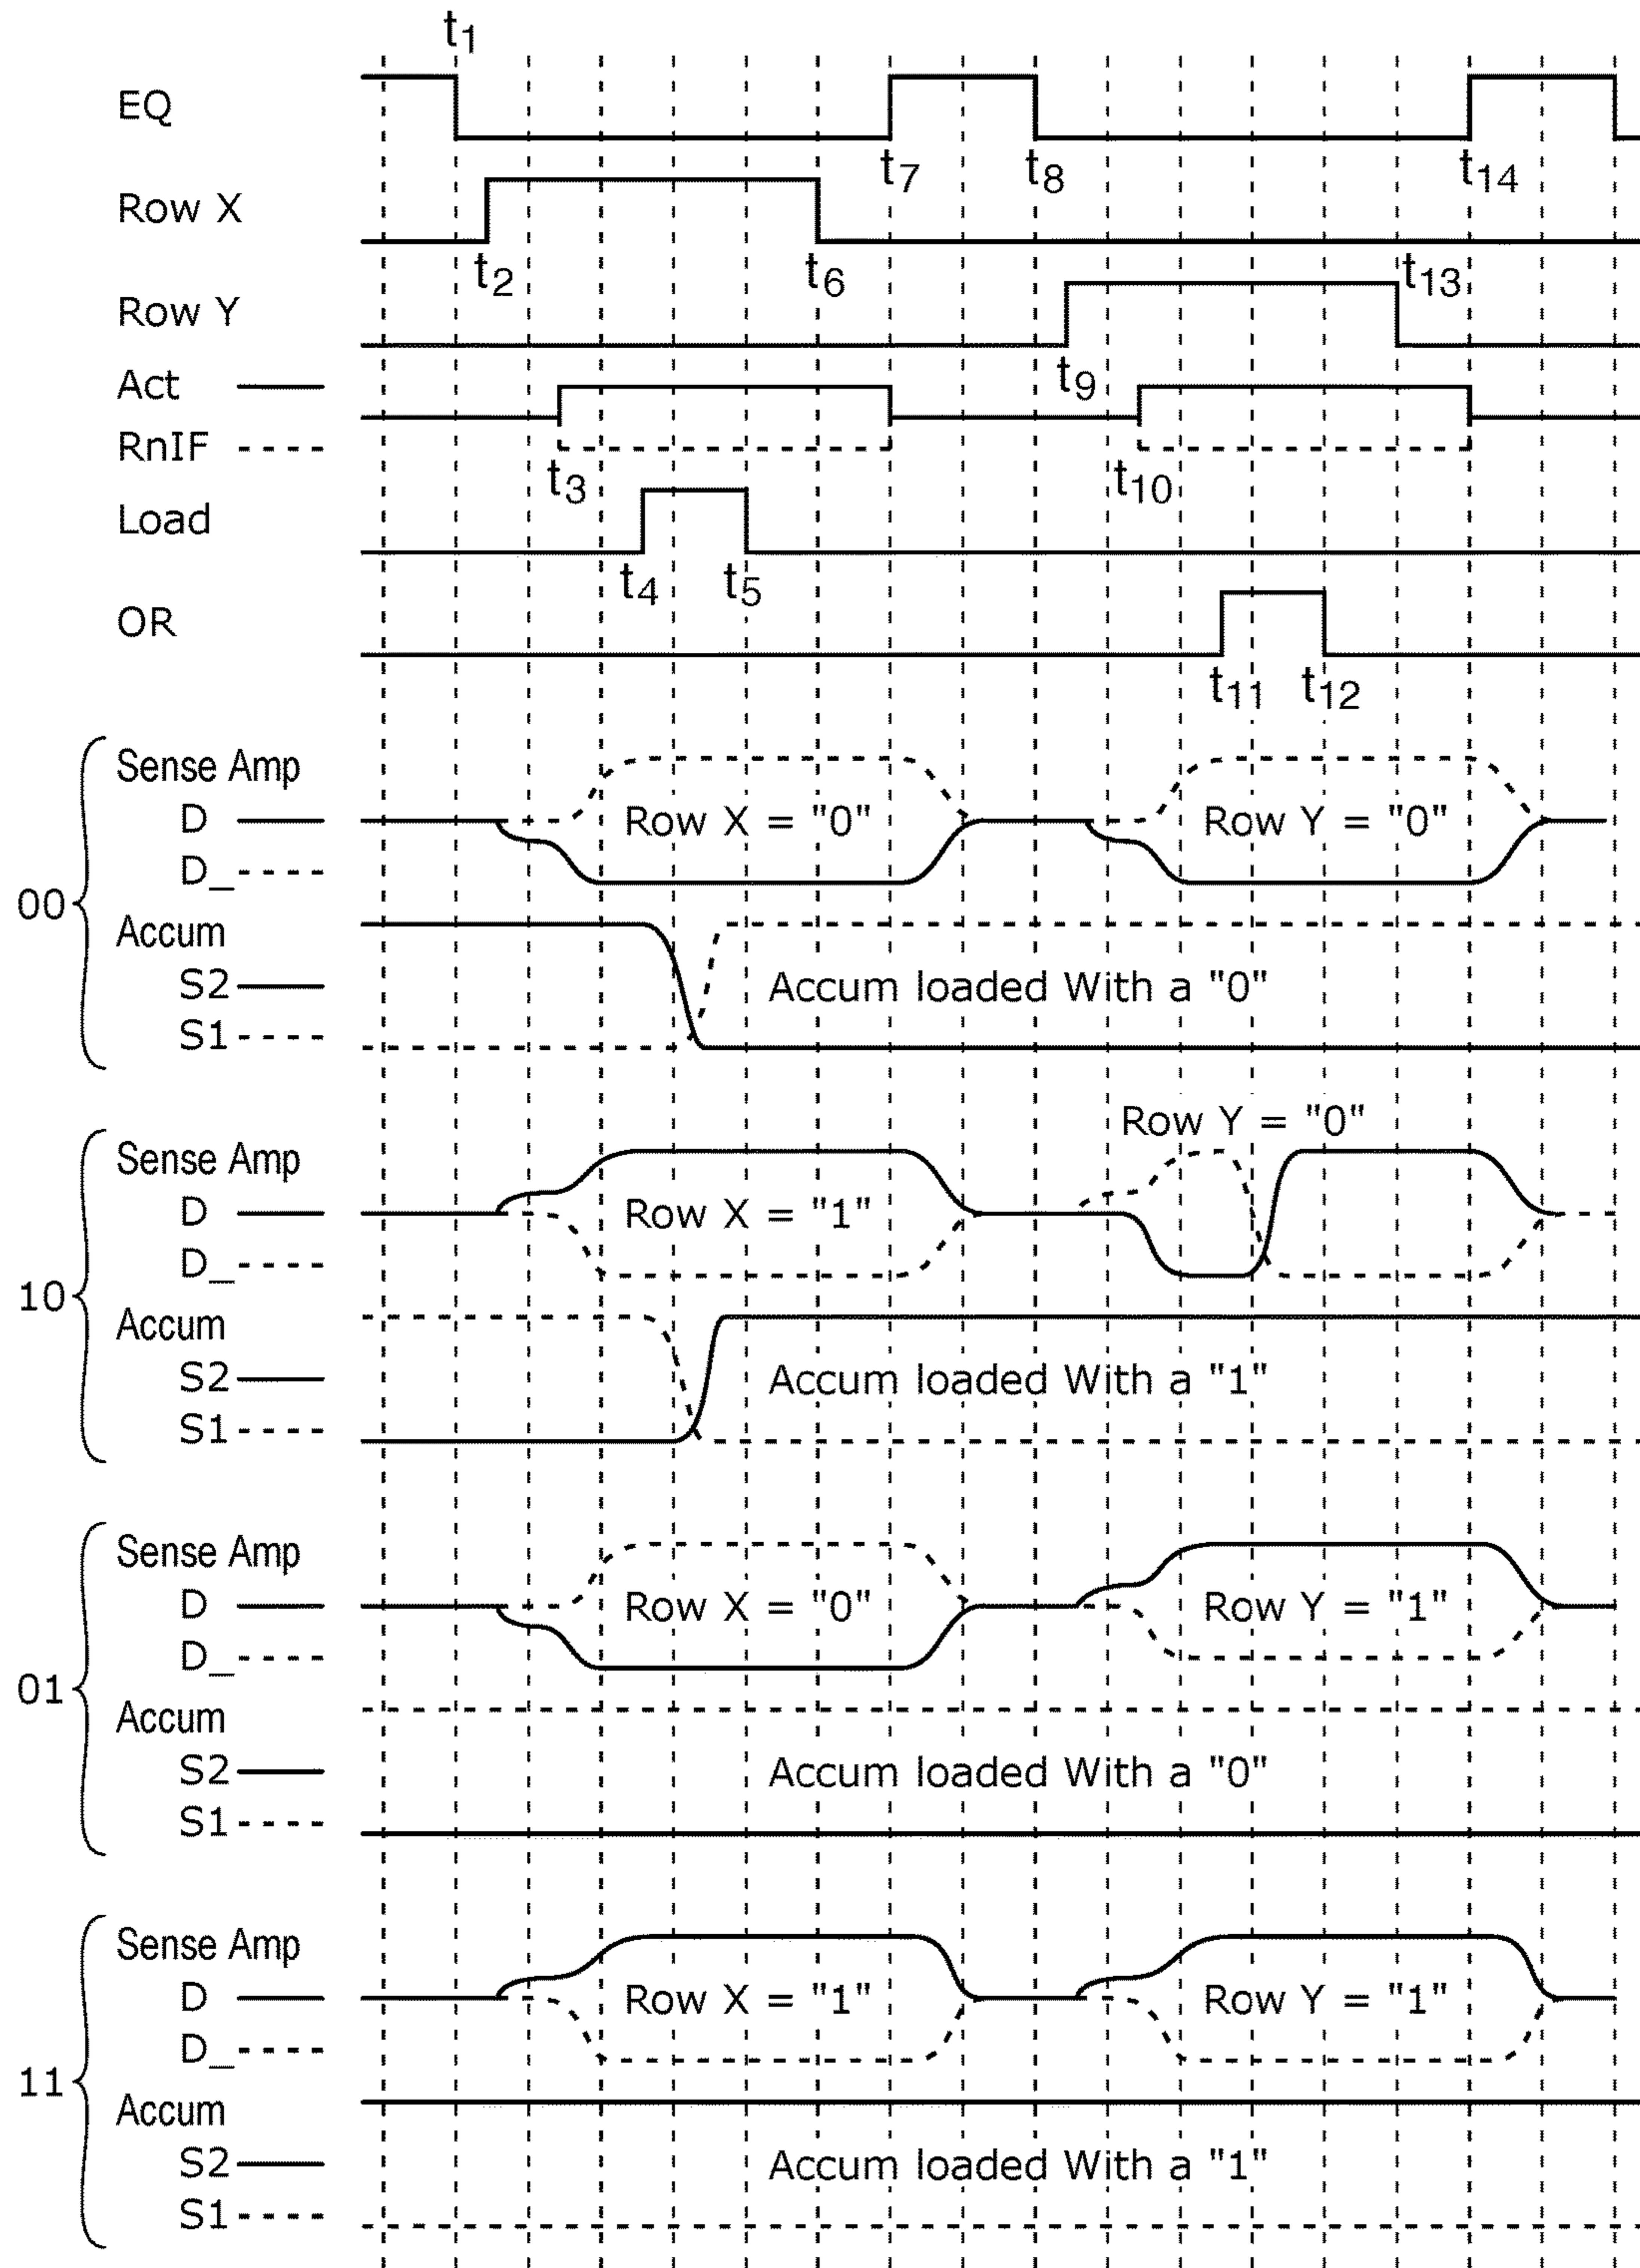 t1
EQ
t7 t8 t14
Row X
t2 t6 t13
Row Y
t9
Act
RnIF
t3 t10
Load
t4 t5
OR
t11 t12
00
Sense Amp
D Row X = "0" Row Y = "0"
D_
Accum
S2 Accum loaded With a "0"
S1
Row Y = "0"
10
Sense Amp
D Row X = "1"
D_
Accum
S2 Accum loaded With a "1"
S1
01
Sense Amp
D Row X = "0" Row Y = "1"
D_
Accum
S2 Accum loaded With a "0"
S1
11
Sense Amp
D Row X = "1" Row Y = "1"
D_
Accum
S2 Accum loaded With a "1"
S1